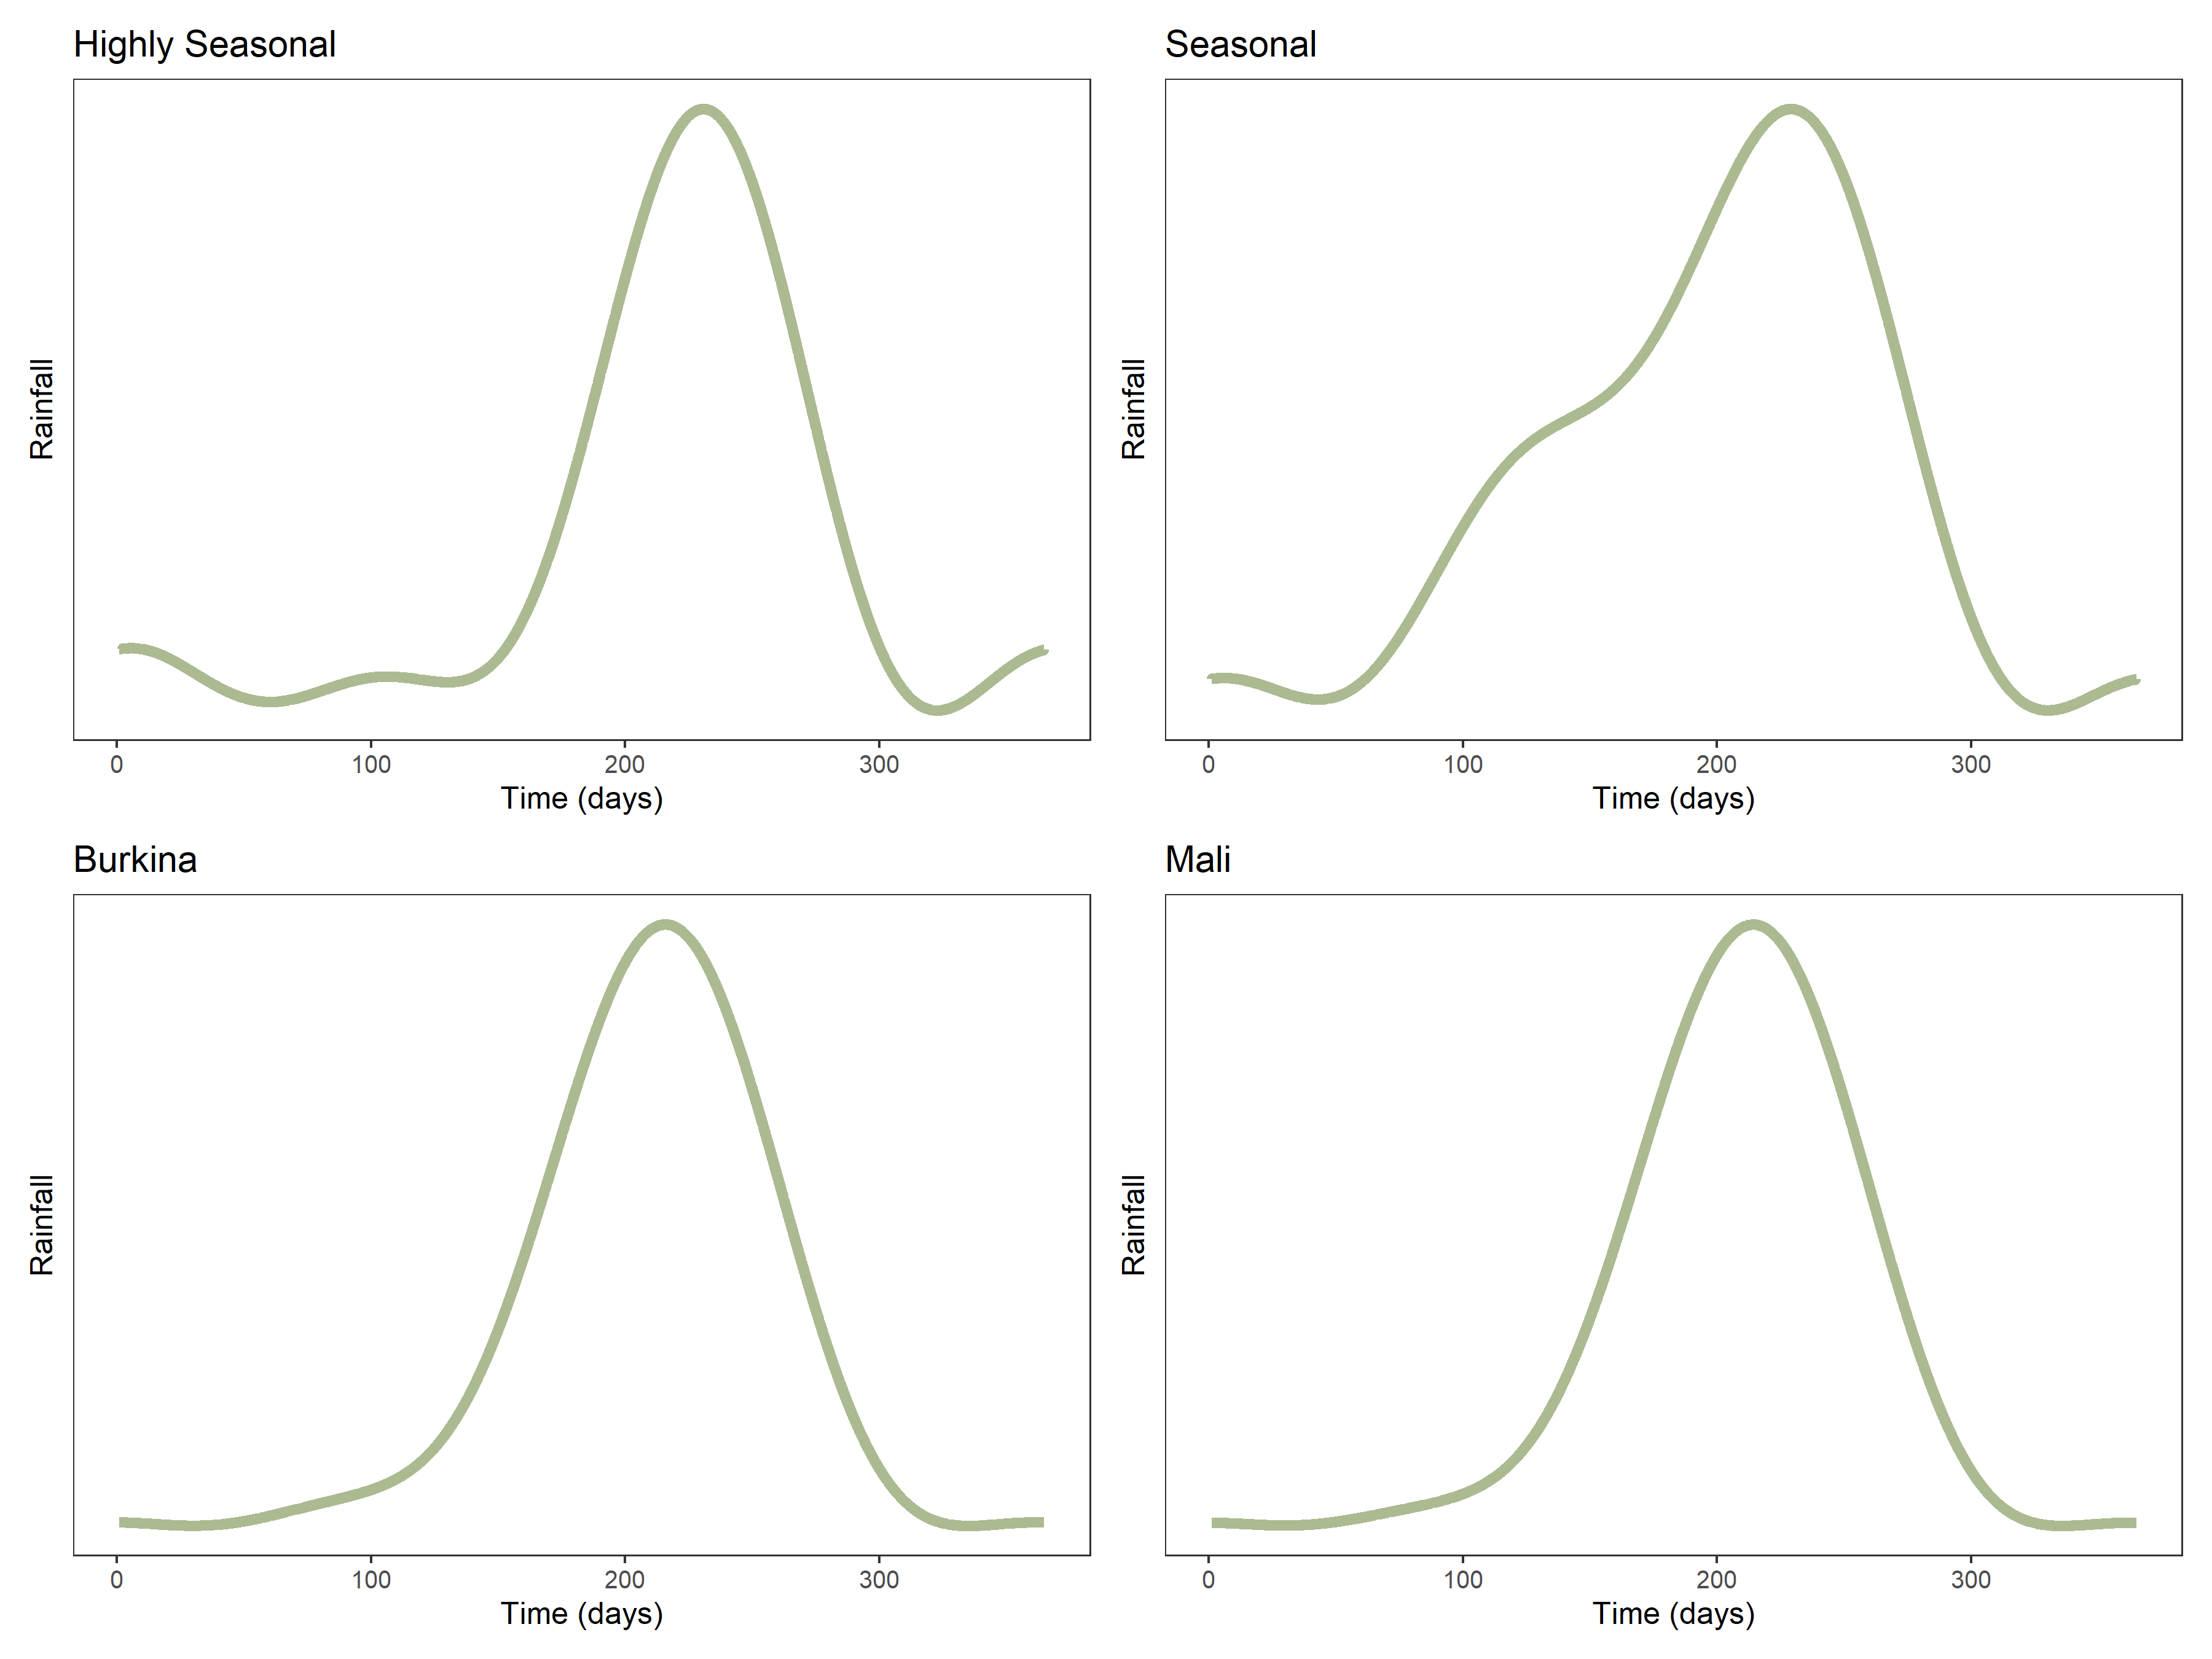 Highly Seasonal
Rainfall
0 100 200 300
Time (days)
Seasonal
Rainfall
0 100 200 300
Time (days)
Burkina
Rainfall
0 100 200 300
Time (days)
Mali
Rainfall
0 100 200 300
Time (days)